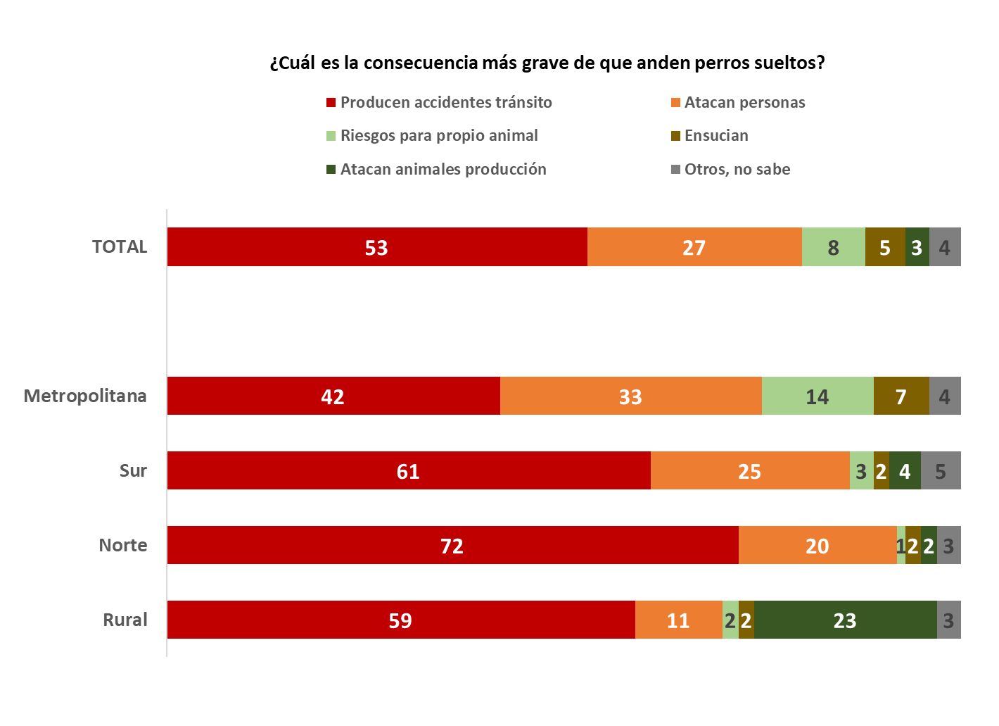 ¿Cuál es la consecuencia más grave de que anden perros sueltos?
Producen accidentes tránsito Atacan personas
Riesgos para propio animal Ensucian
Atacan animales producción Otros, no sabe
TOTAL 53 27 8 5 3 4
Metropolitana 42 33 14 7 4
Sur 61 25 3 2 4 5
Norte 72 20 1 2 2 3
Rural 59 11 2 2 23 3